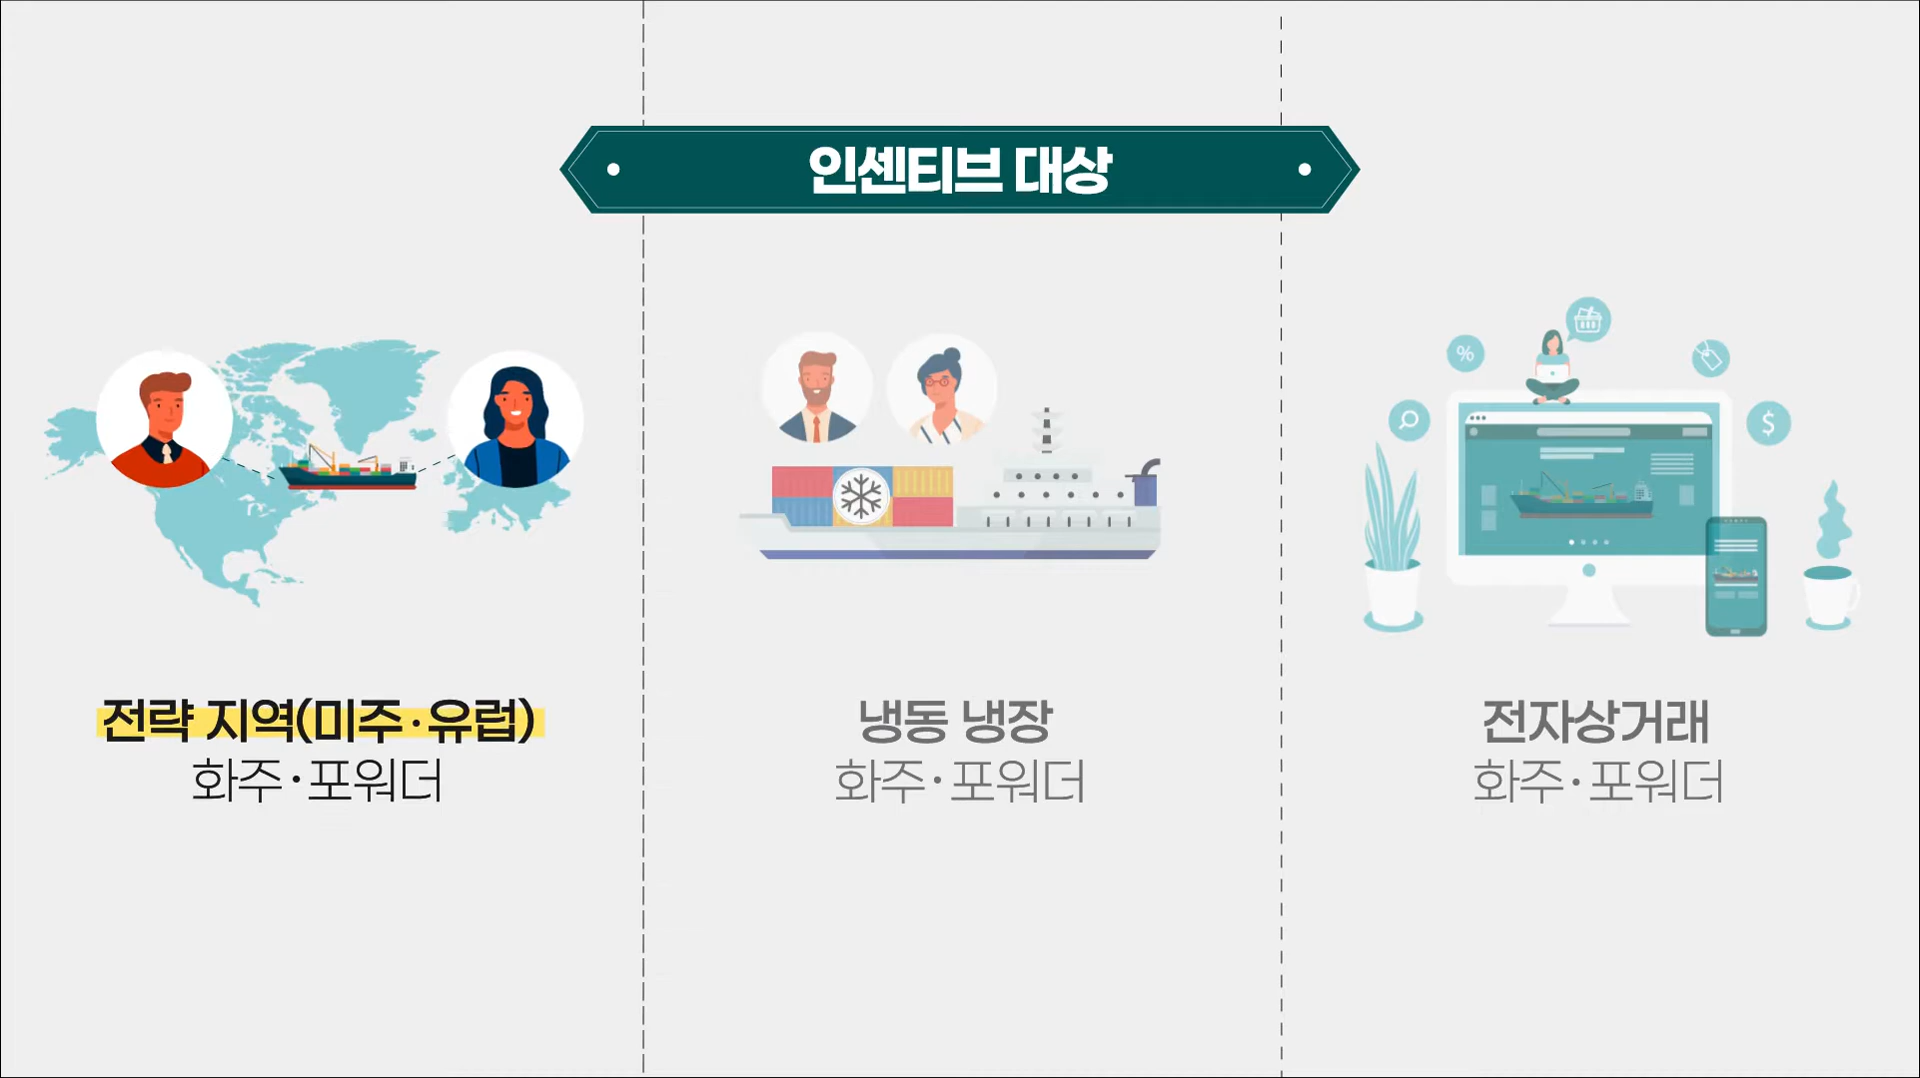 인센티브 대상
전략 지역(미주·유럽)
화주·포워더
냉동 냉장
화주·포워더
전자상거래
화주·포워더
%
$